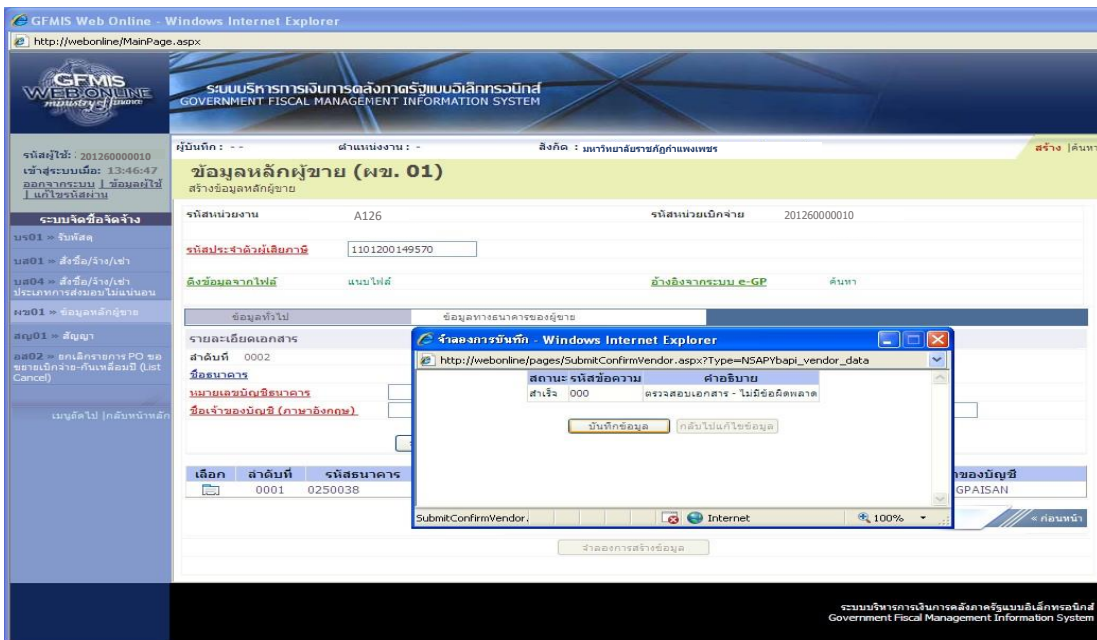 GFMIS Web Online - Windows Internet Explorer
http://webonline/MainPage.aspx
GFMIS
WEB ONLINE
ministry of finance
ระบบบริหารการเงินการคลังภาครัฐแบบอิเล็กทรอนิกส์
GOVERNMENT FISCAL MANAGEMENT INFORMATION SYSTEM
รหัสผู้ใช้: 201260000010
เข้าสู่ระบบเมื่อ: 13:46:47
ออกจากระบบ | ข้อมูลผู้ใช้
| แก้ไขรหัสผ่าน
ระบบจัดซื้อจัดจ้าง
บร01 » รับพัสดุ
บส01 » สั่งซื้อ/จ้าง/เช่า
บส04 » สั่งซื้อ/จ้าง/เช่า
ประเภทการส่งมอบไม่แน่นอน
ผข01 » ข้อมูลหลักผู้ขาย
สญ01 » สัญญา
อส02 » ยกเลิกรายการ PO ขอ
ขยายเบิกจ่าย-กันเหลื่อมปี (List
Cancel)
เมนูถัดไป |กลับหน้าหลัก
ผู้บันทึก : - - ตำแหน่งงาน : - สังกัด : มหาวิทยาลัยราชภัฏกำแพงเพชร สร้าง |ค้นหา
ข้อมูลหลักผู้ขาย (ผข. 01)
สร้างข้อมูลหลักผู้ขาย
รหัสหน่วยงาน A126 รหัสหน่วยเบิกจ่าย 201260000010
รหัสประจำตัวผู้เสียภาษี 1101200149570
ดึงข้อมูลจากไฟล์ แนบไฟล์ อ้างอิงจากระบบ e-GP ค้นหา
ข้อมูลทั่วไป ข้อมูลทางธนาคารของผู้ขาย
รายละเอียดเอกสาร
ลำดับที่ 0002
ชื่อธนาคาร
หมายเลขบัญชีธนาคาร
ชื่อเจ้าของบัญชี (ภาษาอังกฤษ)
เลือก ลำดับที่ รหัสธนาคาร ของบัญชี
0001 0250038 GPAISAN
« ก่อนหน้า
จำลองการสร้างข้อมูล
จำลองการบันทึก - Windows Internet Explorer
http://webonline/pages/SubmitConfirmVendor.aspx?Type=NSAPYbapi_vendor_data
สถานะ รหัสข้อความ คำอธิบาย
สำเร็จ 000 ตรวจสอบเอกสาร - ไม่มีข้อผิดพลาด
บันทึกข้อมูล กลับไปแก้ไขข้อมูล
SubmitConfirmVendor. Internet 100%
ระบบบริหารการเงินการคลังภาครัฐแบบอิเล็กทรอนิกส์
Government Fiscal Management Information System